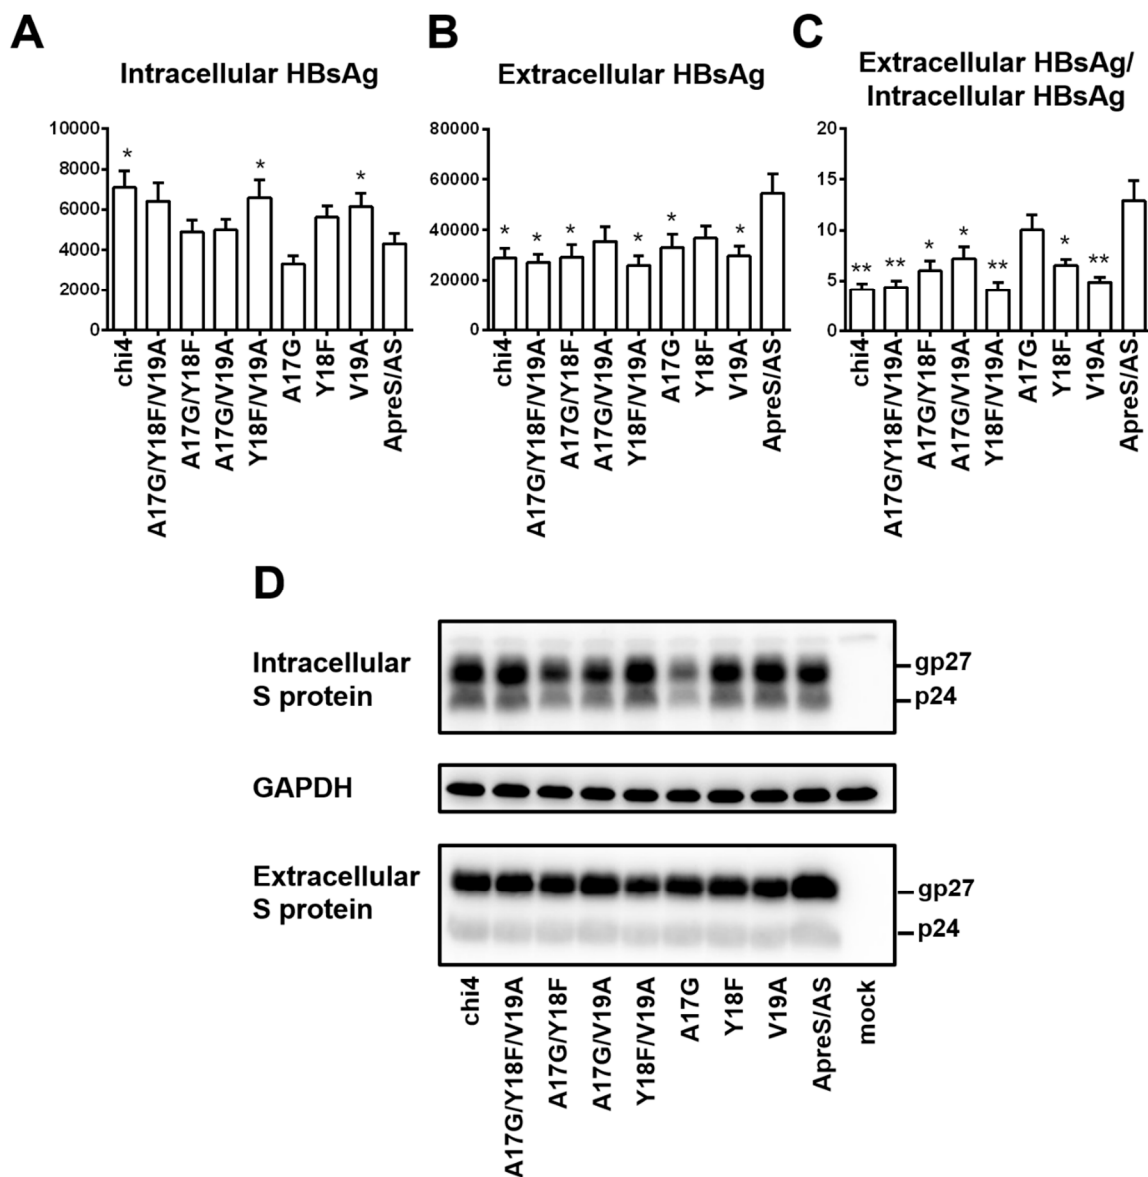 A
Intracellular HBsAg
10000
8000
6000
4000
2000
0
*
*
*
chi4
A17G/Y18F/V19A
A17G/Y18F
A17G/V19A
Y18F/V19A
A17G
Y18F
V19A
ApreS/AS
B
Extracellular HBsAg
80000
60000
40000
20000
0
*
*
*
*
*
*
chi4
A17G/Y18F/V19A
A17G/Y18F
A17G/V19A
Y18F/V19A
A17G
Y18F
V19A
ApreS/AS
C
Extracellular HBsAg/
Intracellular HBsAg
20
15
10
5
0
**
**
*
*
**
*
**
chi4
A17G/Y18F/V19A
A17G/Y18F
A17G/V19A
Y18F/V19A
A17G
Y18F
V19A
ApreS/AS
D
Intracellular
S protein
gp27
p24
GAPDH
Extracellular
S protein
gp27
p24
chi4
A17G/Y18F/V19A
A17G/Y18F
A17G/V19A
Y18F/V19A
A17G
Y18F
V19A
ApreS/AS
mock